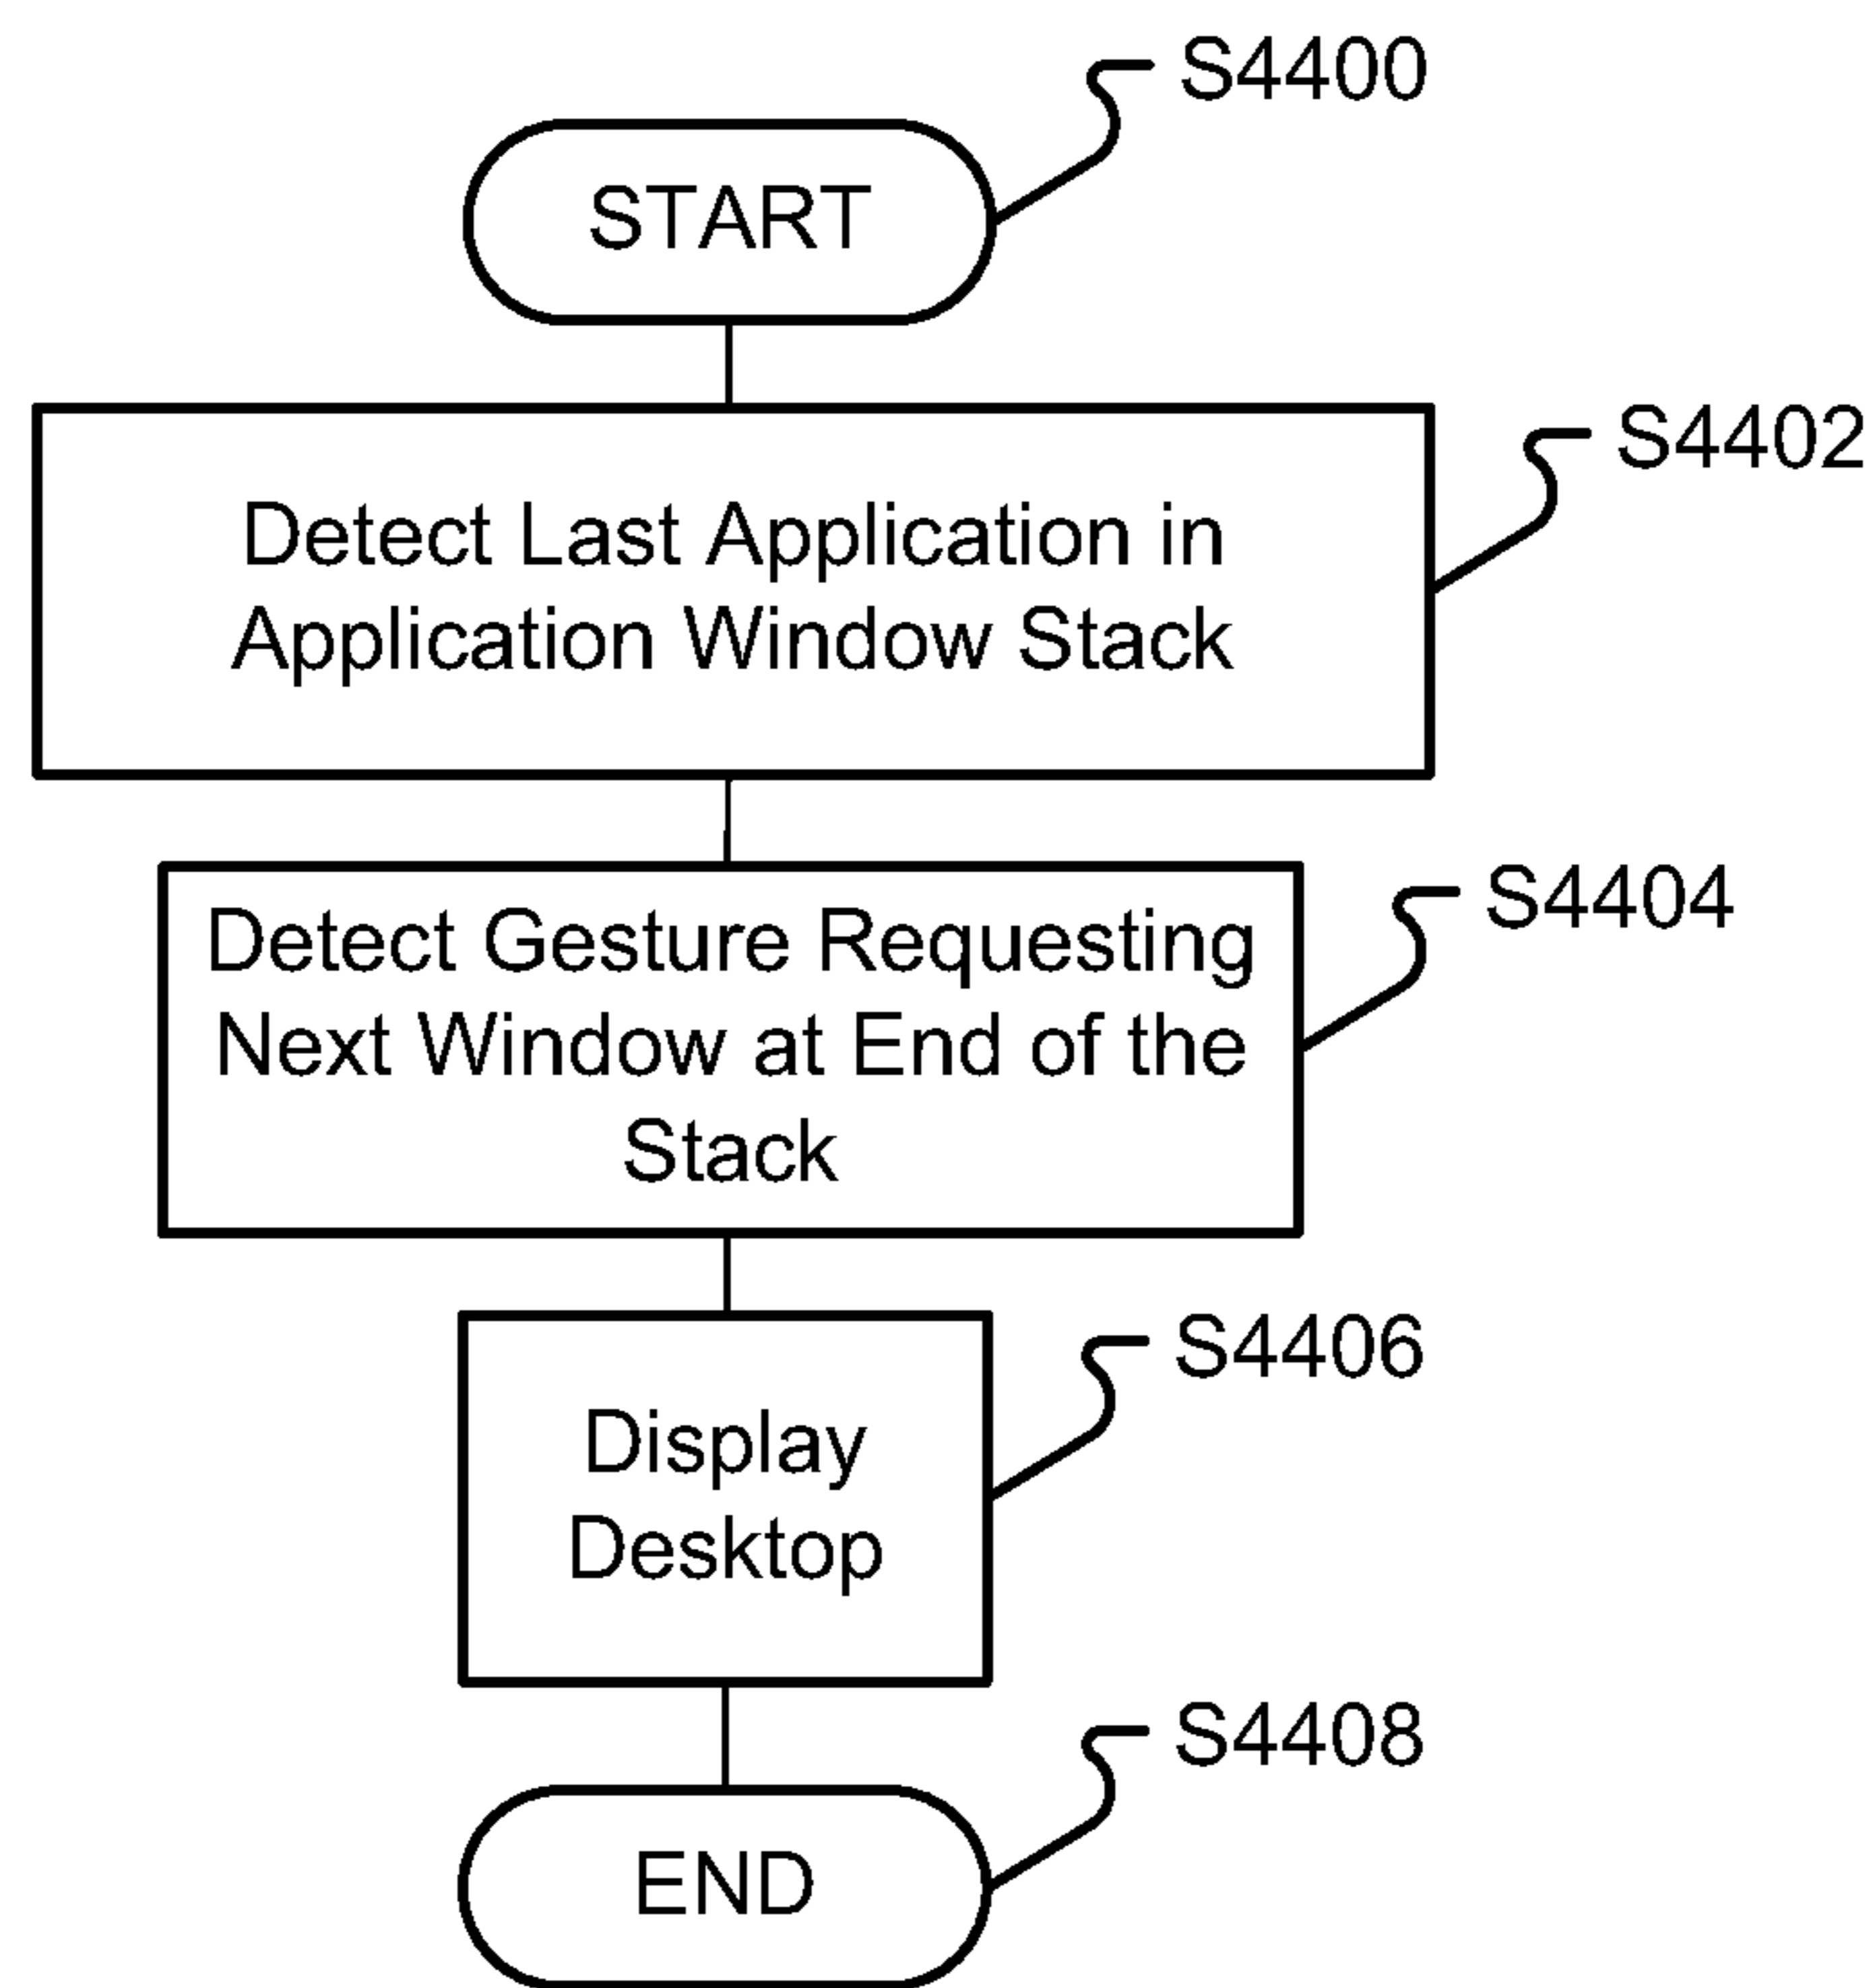 S4400
START
S4402
Detect Last Application in
Application Window Stack
S4404
Detect Gesture Requesting
Next Window at End of the
Stack
S4406
Display
Desktop
S4408
END